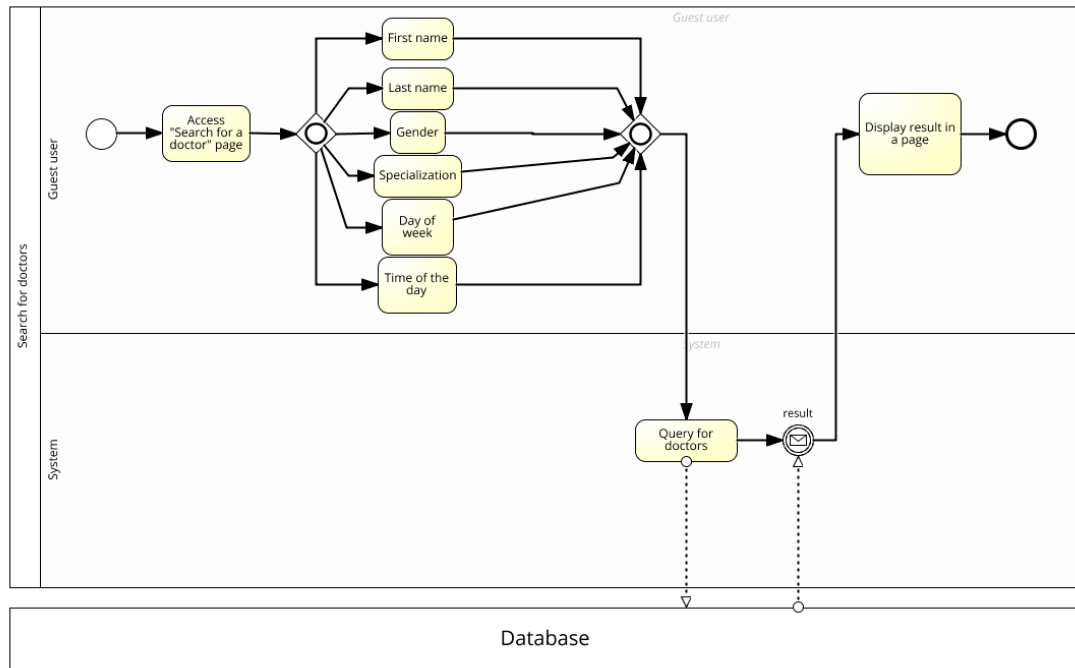 Guest user
First name
Last name
Access
"Search for a
doctor" page
Gender
Display result in
a page
Guest user
Specialization
Day of
week
Time of the
day
Search for doctors
System
result
Query for
doctors
System
Database